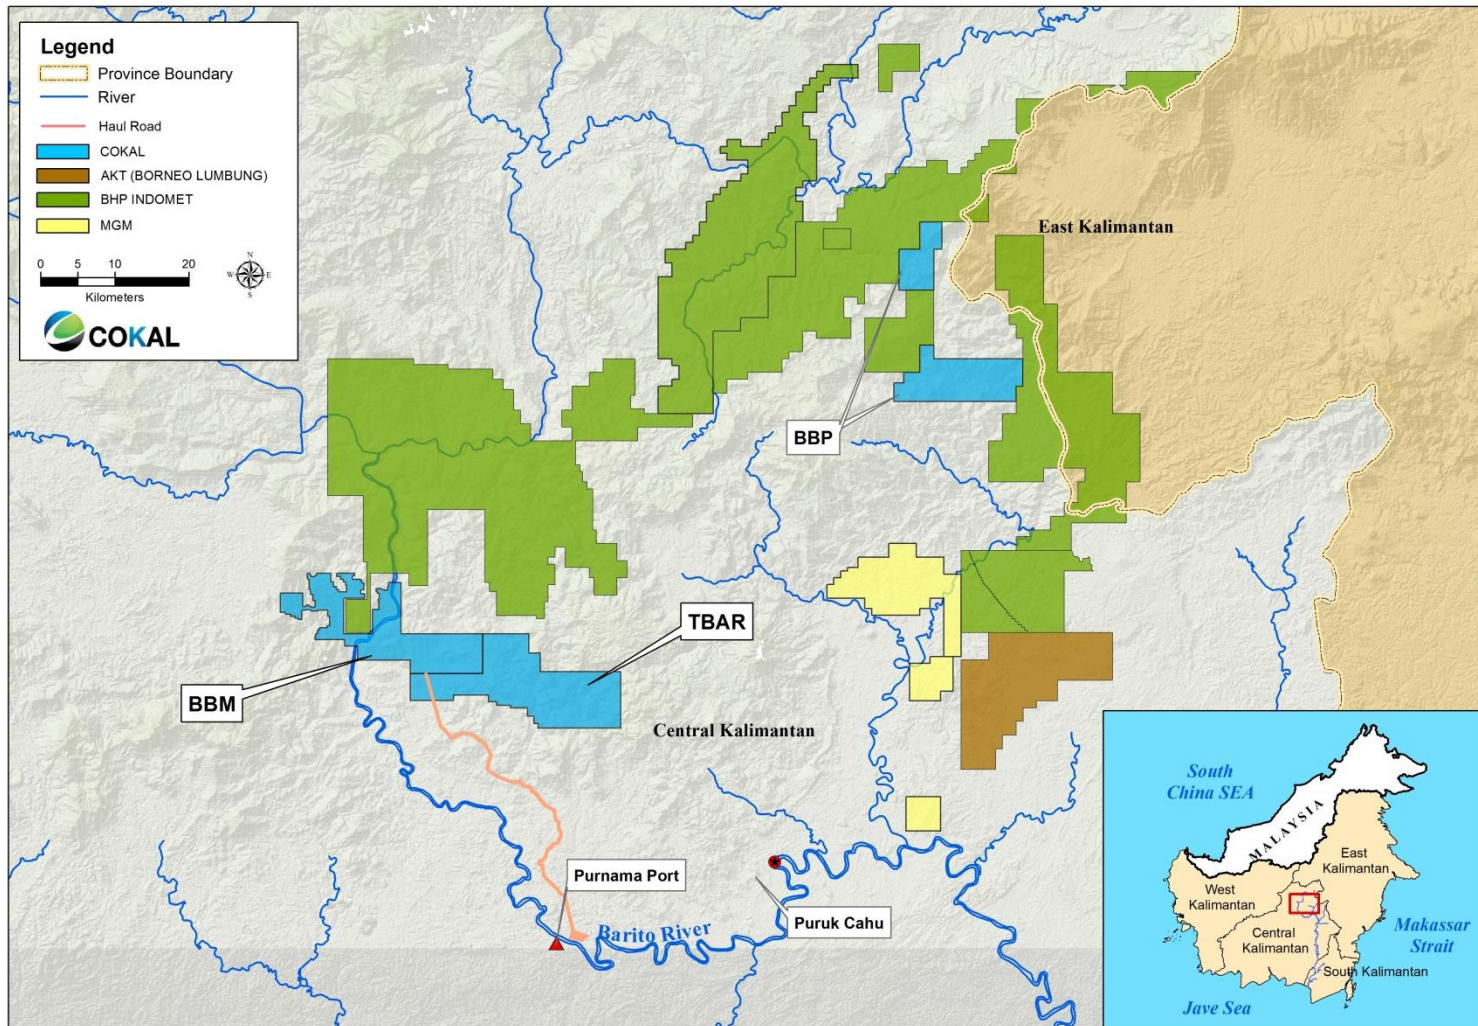 Legend
Province Boundary
River
Haul Road
COKAL
AKT (BORNEO LUMBUNG)
BHP INDOMET
MGM
0 5 10 20
Kilometers
N
W E
S
COKAL
East Kalimantan
BBP
TBAR
BBM
Central Kalimantan
Purnama Port
Puruk Cahu
Barito River
South
China SEA
MALAYSIA
East
Kalimantan
West
Kalimantan
Central
Kalimantan
Makassar
Strait
South Kalimantan
Jave Sea